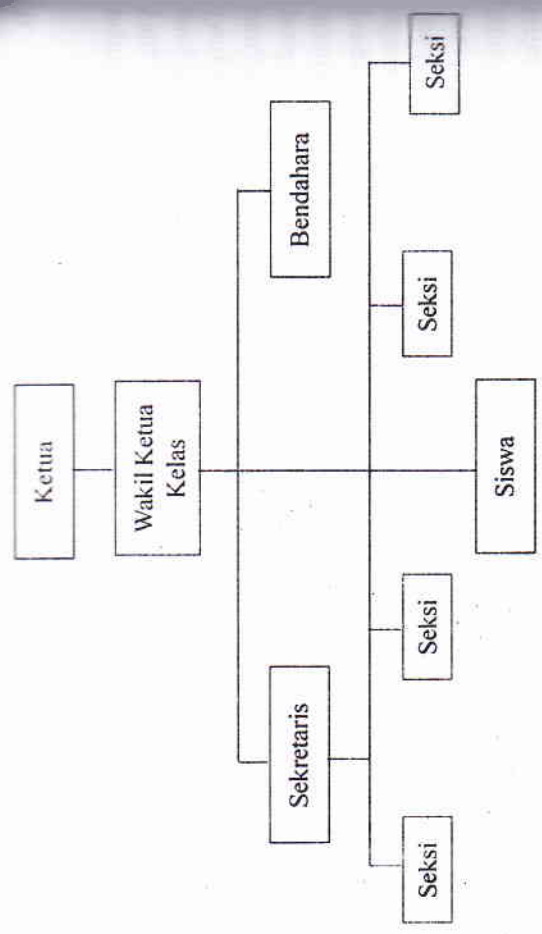 Ketua
Wakil Ketua
Kelas
Sekretaris
Bendahara
Seksi
Seksi
Seksi
Seksi
Siswa